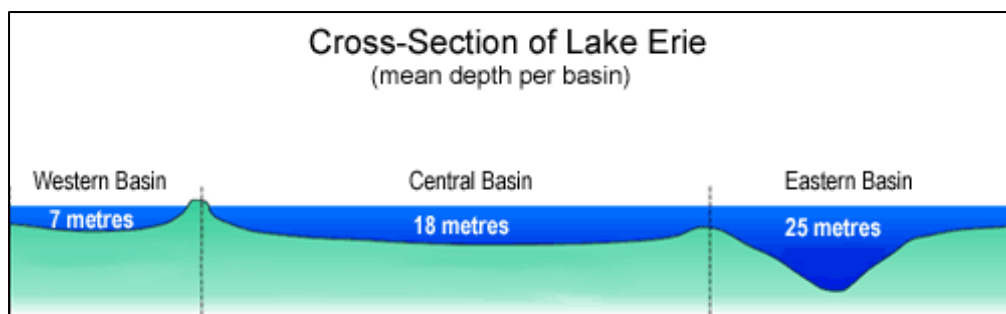 Cross-Section of Lake Erie
(mean depth per basin)
Western Basin
Central Basin
Eastern Basin
7 metres
18 metres
25 metres